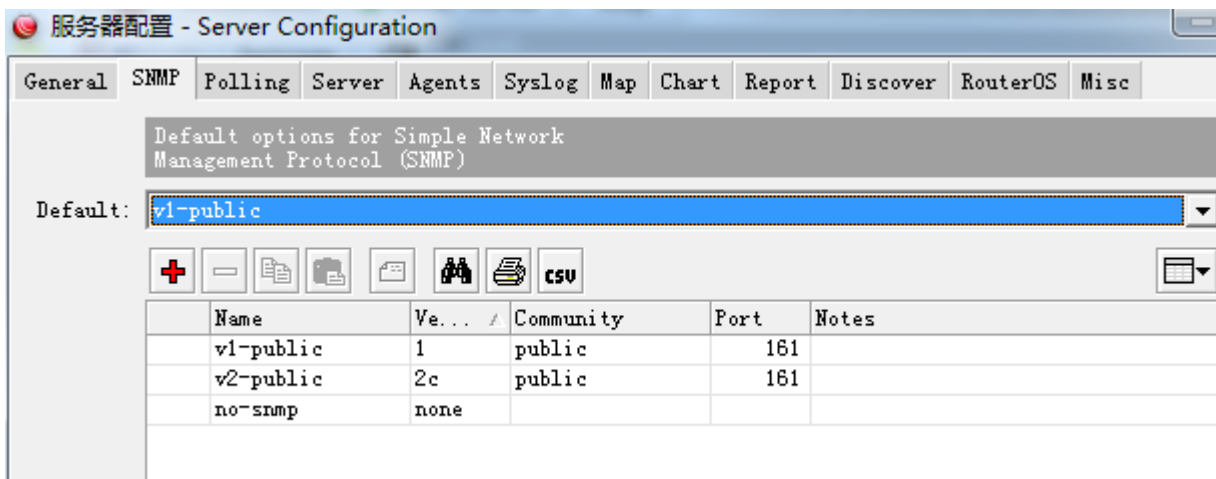 服务器配置 - Server Configuration
General SNMP Polling Server Agents Syslog Map Chart Report Discover RouterOS Misc
Default options for Simple Network
Management Protocol (SNMP)
Default: v1-public
csv
Name Ve... Community Port Notes
v1-public 1 public 161
v2-public 2c public 161
no-snmp none